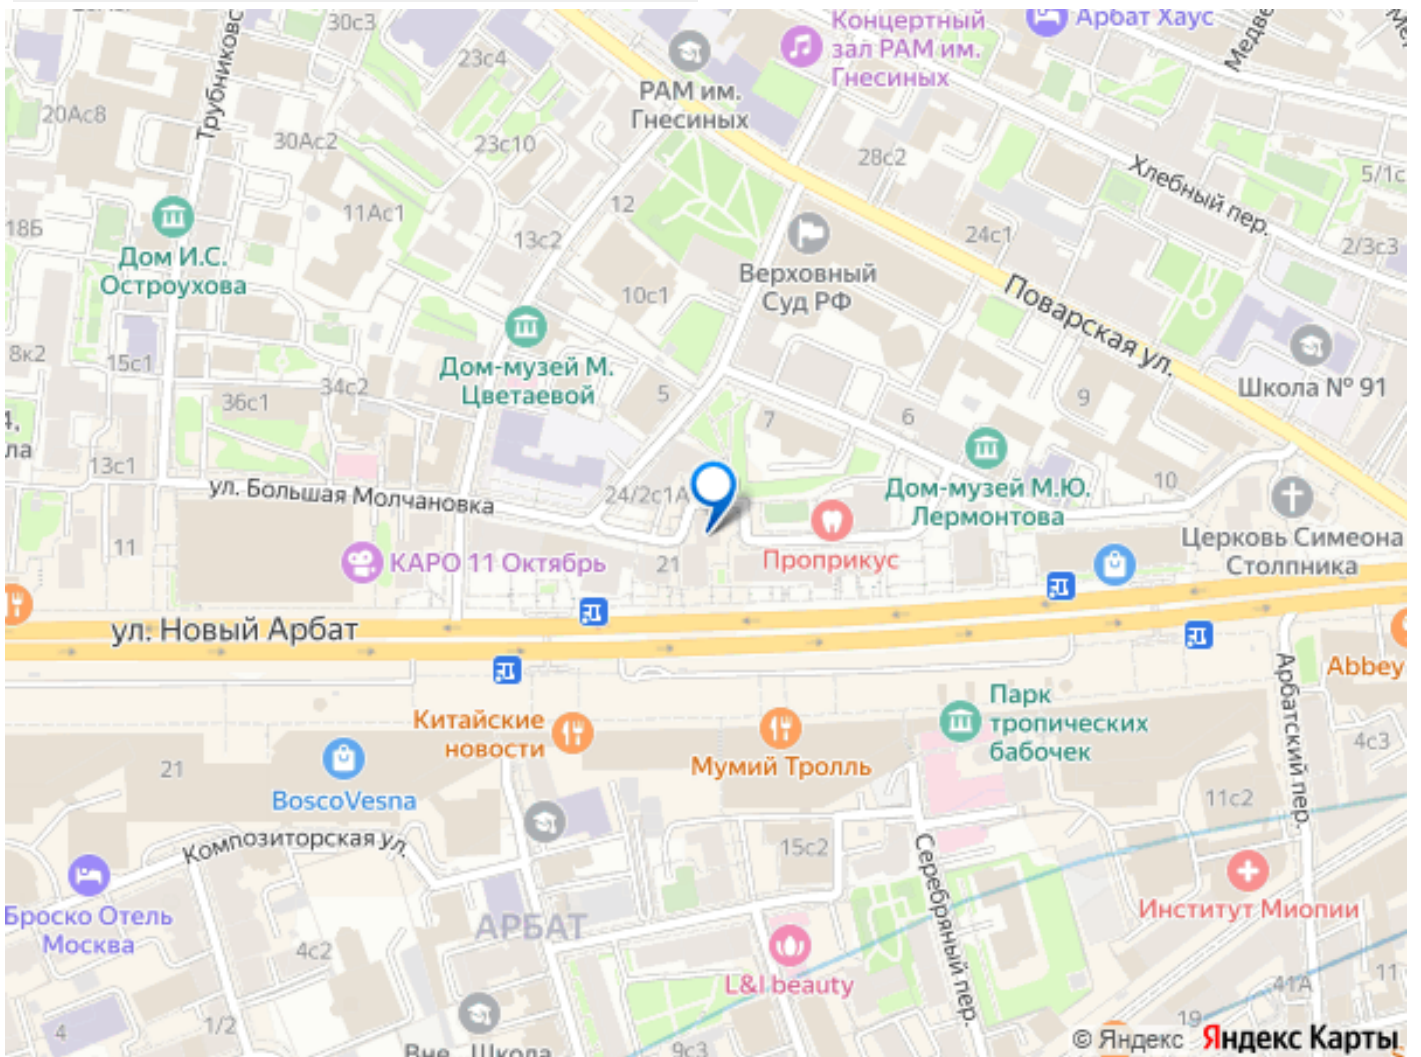 30с3
Концертный
зал РАМ им.
Гнесиных
Арбат Хаус
23с4
РАМ им.
Гнесиных
Трубниковс
20Ас8
30Ас2
23с10
28с2
Хлебный пер.
5/1с
18Б
11Ас1
12
13с2
24с1
2/3с3
Дом И.С.
Остроухова
Верховный
Суд РФ
10с1
Поварская ул.
8к2
15с1
34с2
36с1
Дом-музей М.
Цветаевой
5
7
6
9
Школа № 91
4,
ла
13с1
ул. Большая Молчановка
24/2с1А
Дом-музей М.Ю.
Лермонтова
10
11
КАРО 11 Октябрь
21
Проприкус
Церковь Симеона
Столпника
ул. Новый Арбат
Китайские
новости
Мумий Тролль
Парк
тропических
бабочек
Арбатский пер.
Abbey
4с3
21
BoscoVesna
11с2
Композиторская ул.
15с2
Серебряный пер.
Броско Отель
Москва
АРБАТ
4с2
Институт Миопии
L&l beauty
41А
11
4
1/2
Вне
Школа
9с3
19
© Яндекс
Яндекс Карты